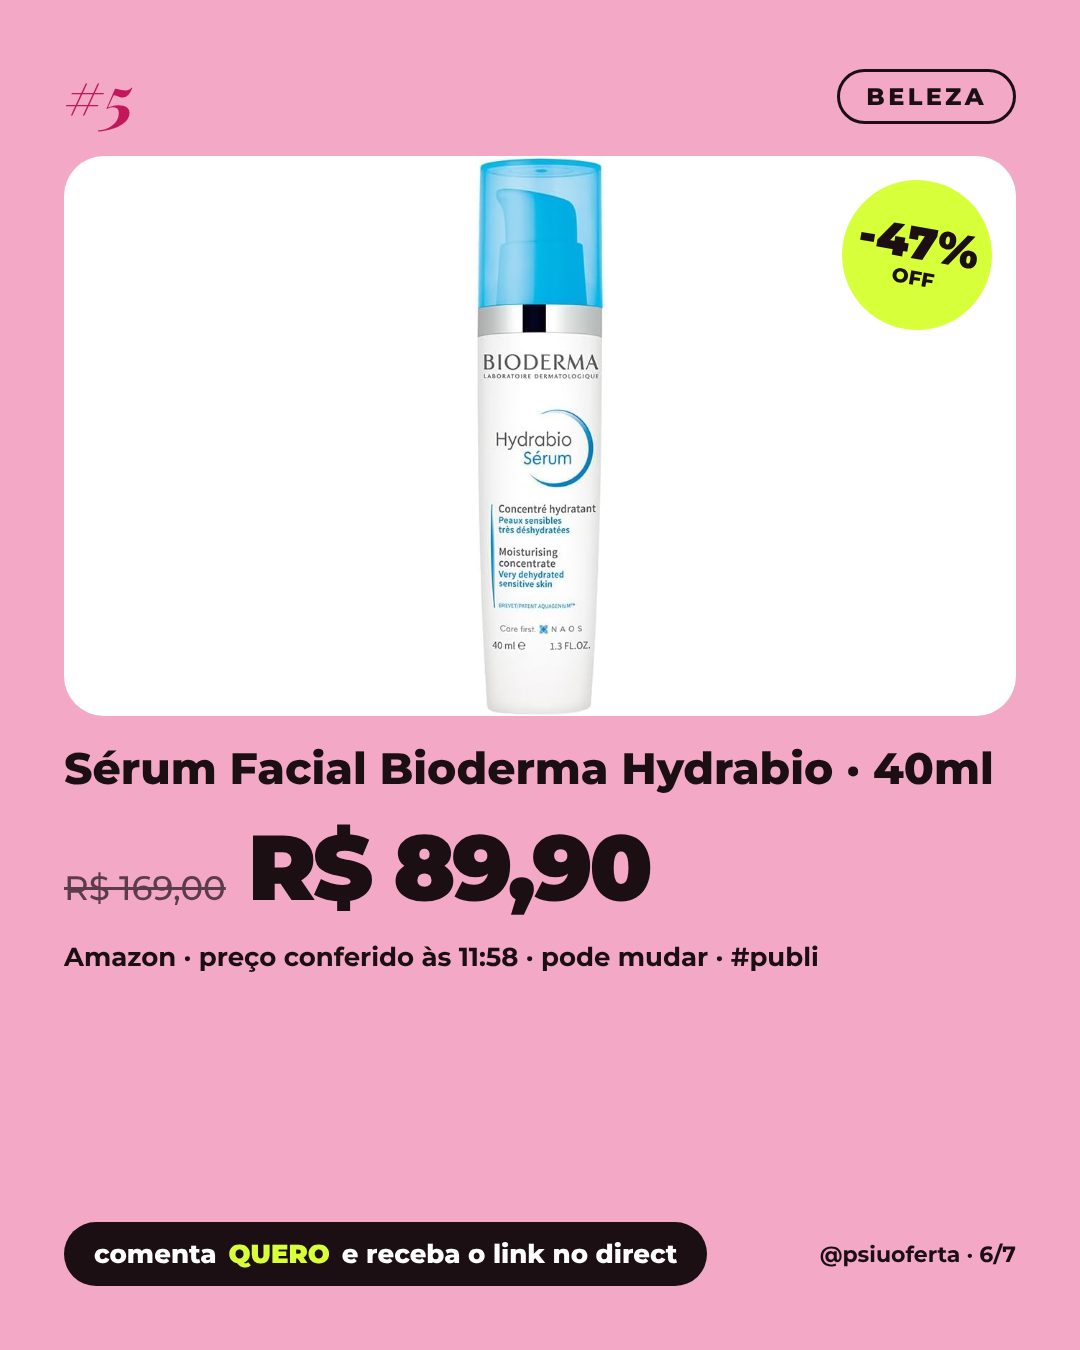 #5
BELEZA
-47%
OFF
BIODERMA
LABORATOIRE DERMATOLOGIQUE
Hydrabio
Sérum
Concentré hydratant
Peaux sensibles
très déshydratées
Moisturising
concentrate
Very dehydrated
sensitive skin
BREVET/PATENT AQUAGENIUM™
Care first NAOS
40 ml e 1.3 FL.OZ.
Sérum Facial Bioderma Hydrabio · 40ml
R$ 169,00 R$ 89,90
Amazon · preço conferido às 11:58 · pode mudar · #publi
comenta QUERO e receba o link no direct
@psiuoferta · 6/7